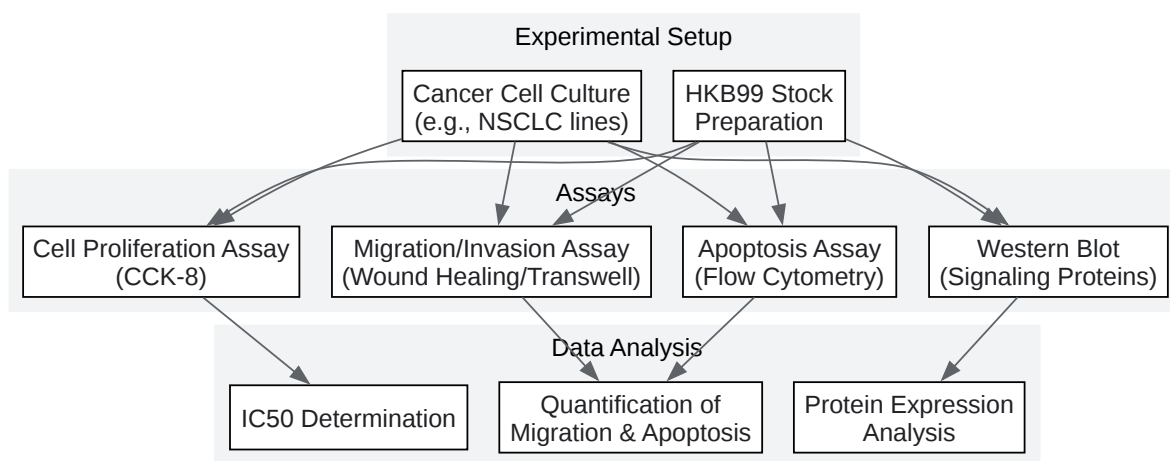 Experimental Setup
Cancer Cell Culture
(e.g., NSCLC lines)
HKB99 Stock
Preparation
Assays
Cell Proliferation Assay
(CCK-8)
Migration/Invasion Assay
(Wound Healing/Transwell)
Apoptosis Assay
(Flow Cytometry)
Western Blot
(Signaling Proteins)
Data Analysis
IC50 Determination
Quantification of
Migration & Apoptosis
Protein Expression
Analysis